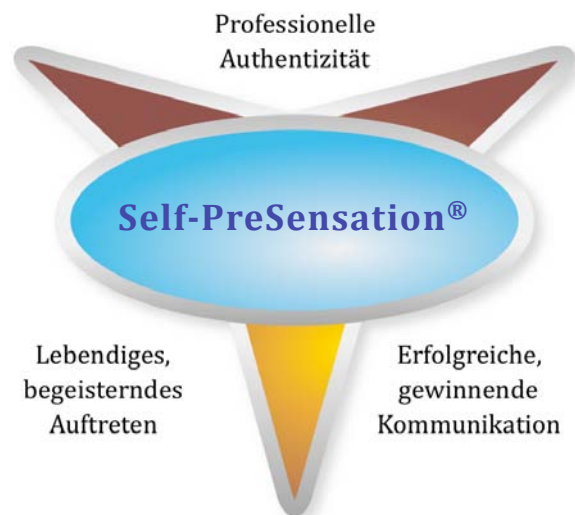 Professionelle
Authentizität
Self-PreSensation®
Lebendiges,
begeisterndes
Auftreten
Erfolgreiche,
gewinnende
Kommunikation